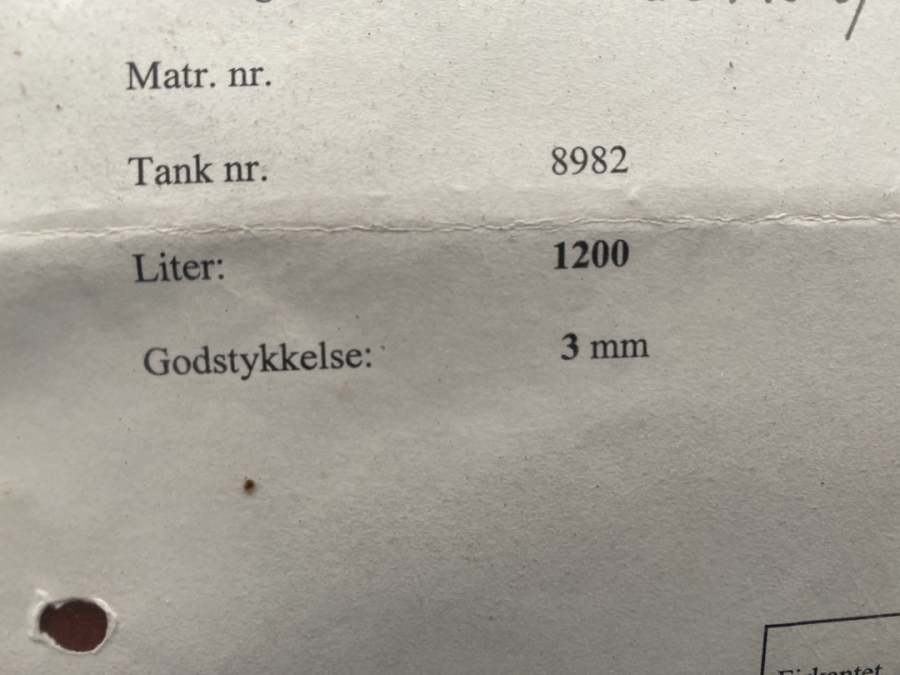 Matr. nr.
Tank nr. 8982
Liter: 1200
Godstykkelse: 3 mm